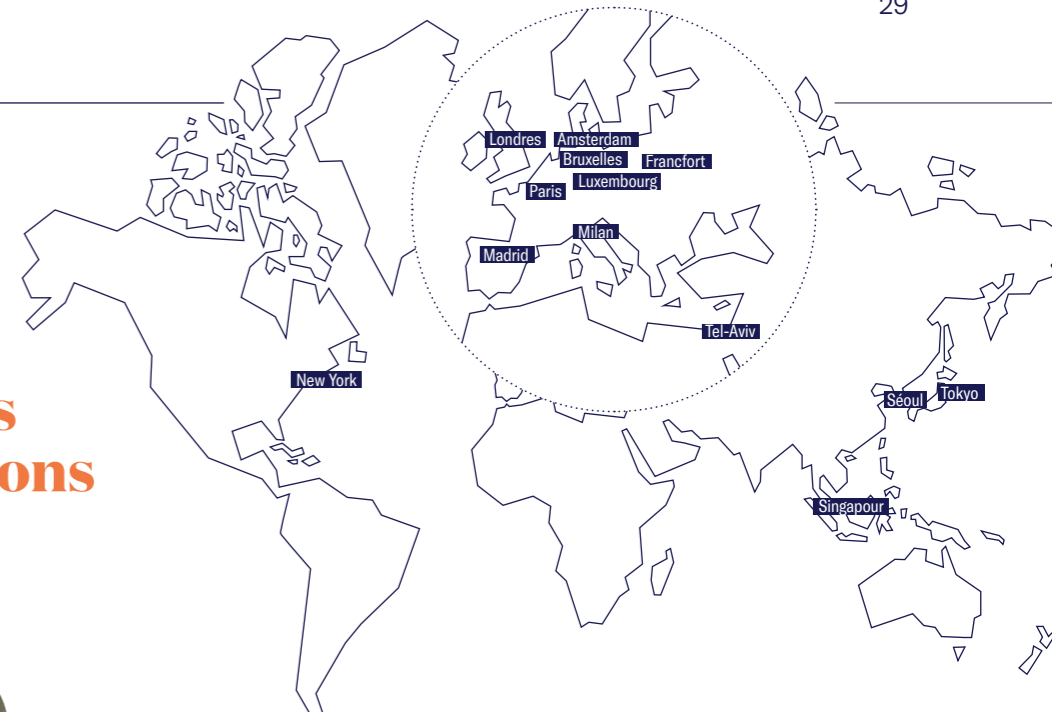 29
Londres
Amsterdam
Bruxelles
Francfort
Luxembourg
Paris
Milan
Madrid
Tel-Aviv
New York
Séoul
Tokyo
Singapour
s
ons